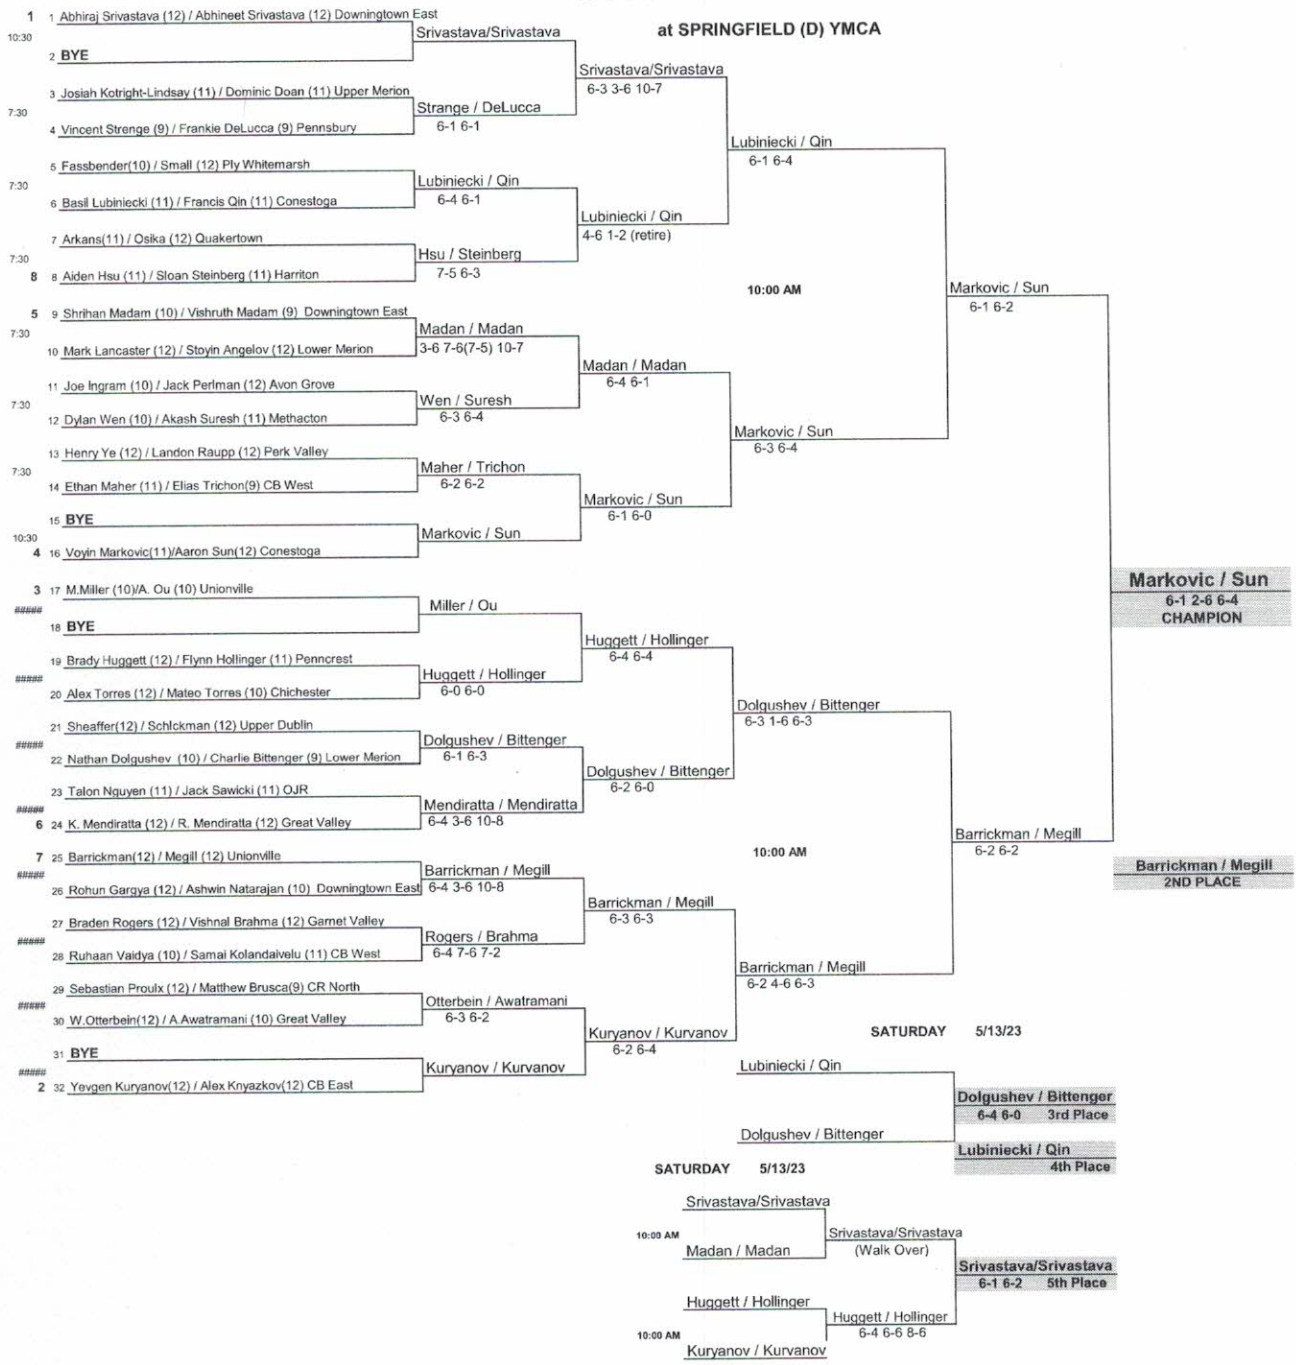 at SPRINGFIELD (D) YMCA
1 1 Abhiraj Srivastava (12) / Abhineet Srivastava (12) Downingtown East
10:30
2 BYE
Srivastava/Srivastava
3 Josiah Kotright-Lindsay (11) / Dominic Doan (11) Upper Merion
7:30
4 Vincent Strenge (9) / Frankie DeLucca (9) Pennsbury
Strange / DeLucca
6-1 6-1
Srivastava/Srivastava
6-3 3-6 10-7
5 Fassbender(10) / Small (12) Ply Whitemarsh
7:30
6 Basil Lubiniecki (11) / Francis Qin (11) Conestoga
Lubiniecki / Qin
6-4 6-1
7 Arkans(11) / Osika (12) Quakertown
7:30
8 8 Aiden Hsu (11) / Sloan Steinberg (11) Harriton
Hsu / Steinberg
7-5 6-3
Lubiniecki / Qin
4-6 1-2 (retire)
Lubiniecki / Qin
6-1 6-4
10:00 AM
5 9 Shrihan Madam (10) / Vishruth Madam (9) Downingtown East
7:30
10 Mark Lancaster (12) / Stoyin Angelov (12) Lower Merion
Madan / Madan
3-6 7-6(7-5) 10-7
11 Joe Ingram (10) / Jack Perlman (12) Avon Grove
7:30
12 Dylan Wen (10) / Akash Suresh (11) Methacton
Wen / Suresh
6-3 6-4
Madan / Madan
6-4 6-1
13 Henry Ye (12) / Landon Raupp (12) Perk Valley
7:30
14 Ethan Maher (11) / Elias Trichon(9) CB West
Maher / Trichon
6-2 6-2
15 BYE
10:30
4 16 Voyin Markovic(11)/Aaron Sun(12) Conestoga
Markovic / Sun
Markovic / Sun
6-1 6-0
Markovic / Sun
6-3 6-4
Markovic / Sun
6-1 6-2
3 17 M.Miller (10)/A. Ou (10) Unionville
#####
18 BYE
Miller / Ou
19 Brady Huggett (12) / Flynn Hollinger (11) Penncrest
#####
20 Alex Torres (12) / Mateo Torres (10) Chichester
Huggett / Hollinger
6-0 6-0
Huggett / Hollinger
6-4 6-4
21 Sheaffer(12) / Schlckman (12) Upper Dublin
#####
22 Nathan Dolgushev (10) / Charlie Bittenger (9) Lower Merion
Dolgushev / Bittenger
6-1 6-3
23 Talon Nguyen (11) / Jack Sawicki (11) OJR
#####
6 24 K. Mendiratta (12) / R. Mendiratta (12) Great Valley
Mendiratta / Mendiratta
6-4 3-6 10-8
Dolgushev / Bittenger
6-2 6-0
Dolgushev / Bittenger
6-3 1-6 6-3
10:00 AM
7 25 Barrickman(12) / Megill (12) Unionville
#####
26 Rohun Gargya (12) / Ashwin Natarajan (10) Downingtown East
Barrickman / Megill
6-4 3-6 10-8
27 Braden Rogers (12) / Vishnal Brahma (12) Garnet Valley
#####
28 Ruhaan Vaidya (10) / Samai Kolandaivelu (11) CB West
Rogers / Brahma
6-4 7-6 7-2
Barrickman / Megill
6-3 6-3
29 Sebastian Proulx (12) / Matthew Brusca(9) CR North
#####
30 W.Otterbein(12) / A.Awatramani (10) Great Valley
Otterbein / Awatramani
6-3 6-2
31 BYE
#####
2 32 Yevgen Kuryanov(12) / Alex Knyazkov(12) CB East
Kuryanov / Kurvanov
Kuryanov / Kurvanov
6-2 6-4
Barrickman / Megill
6-2 4-6 6-3
Barrickman / Megill
6-2 6-2
Markovic / Sun
6-1 2-6 6-4
CHAMPION
Barrickman / Megill
2ND PLACE
SATURDAY 5/13/23
Lubiniecki / Qin
Dolgushev / Bittenger
Dolgushev / Bittenger
6-4 6-0 3rd Place
Lubiniecki / Qin
4th Place
SATURDAY 5/13/23
Srivastava/Srivastava
10:00 AM
Madan / Madan
Srivastava/Srivastava
(Walk Over)
Huggett / Hollinger
10:00 AM
Kuryanov / Kurvanov
Huggett / Hollinger
6-4 6-6 8-6
Srivastava/Srivastava
6-1 6-2 5th Place